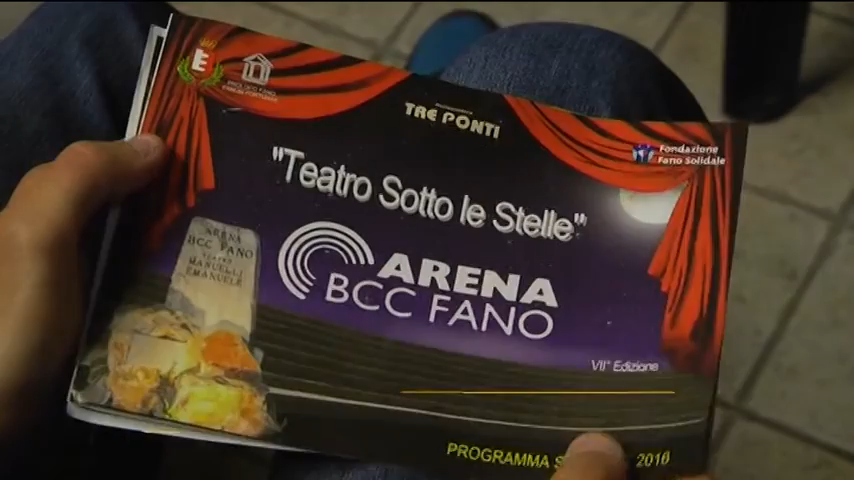 TRE PONTI
Fondazione
Fano Solidale
"Teatro Sotto le Stelle"
ARENA
BCC FANO
TEATRO
MANUELLI
EMANUELE
ARENA
BCC FANO
VII° Edizione
PROGRAMMA S
2010